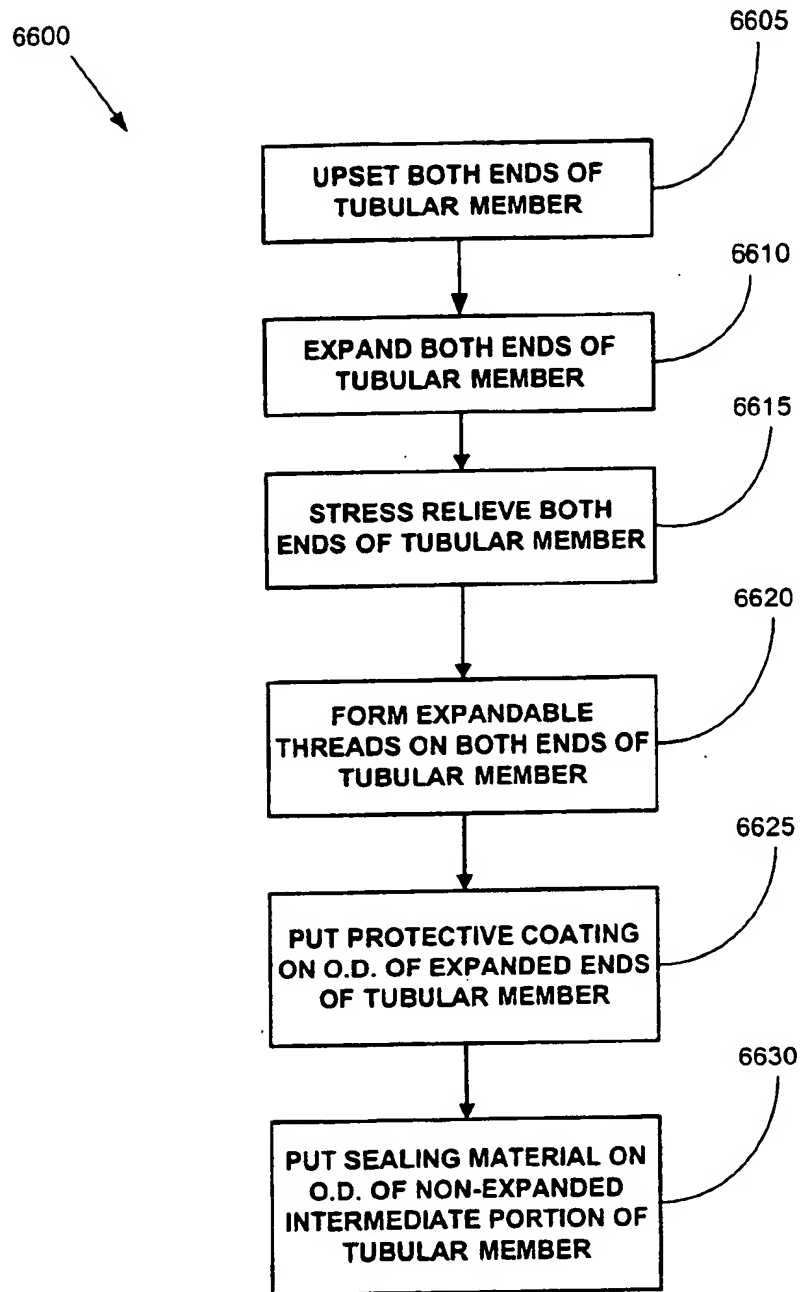 6600
6605
UPSET BOTH ENDS OF
TUBULAR MEMBER
6610
EXPAND BOTH ENDS OF
TUBULAR MEMBER
6615
STRESS RELIEVE BOTH
ENDS OF TUBULAR MEMBER
6620
FORM EXPANDABLE
THREADS ON BOTH ENDS OF
TUBULAR MEMBER
6625
PUT PROTECTIVE COATING
ON O.D. OF EXPANDED ENDS
OF TUBULAR MEMBER
6630
PUT SEALING MATERIAL ON
O.D. OF NON-EXPANDED
INTERMEDIATE PORTION OF
TUBULAR MEMBER